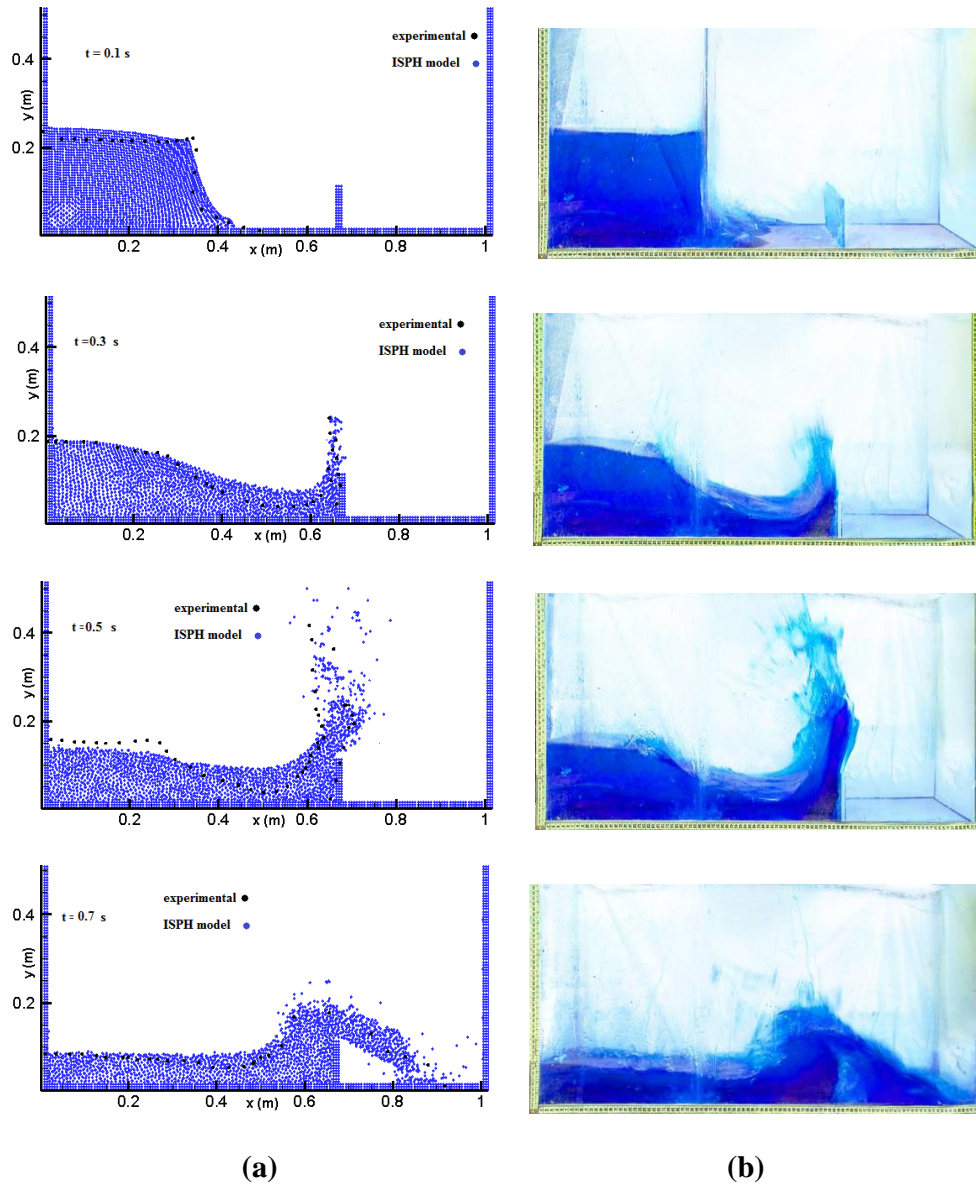 t = 0.1 s
experimental
ISPH model
y (m)
0.4
0.2
0.2 0.4 0.6 0.8 1
x (m)
t =0.3 s
experimental
ISPH model
y (m)
0.4
0.2
0.2 0.4 0.6 0.8 1
x (m)
t =0.5 s
experimental
ISPH model
y (m)
0.4
0.2
0.2 0.4 0.6 0.8 1
x (m)
t = 0.7 s
experimental
ISPH model
y (m)
0.4
0.2
0.2 0.4 0.6 0.8 1
x (m)
(a) (b)